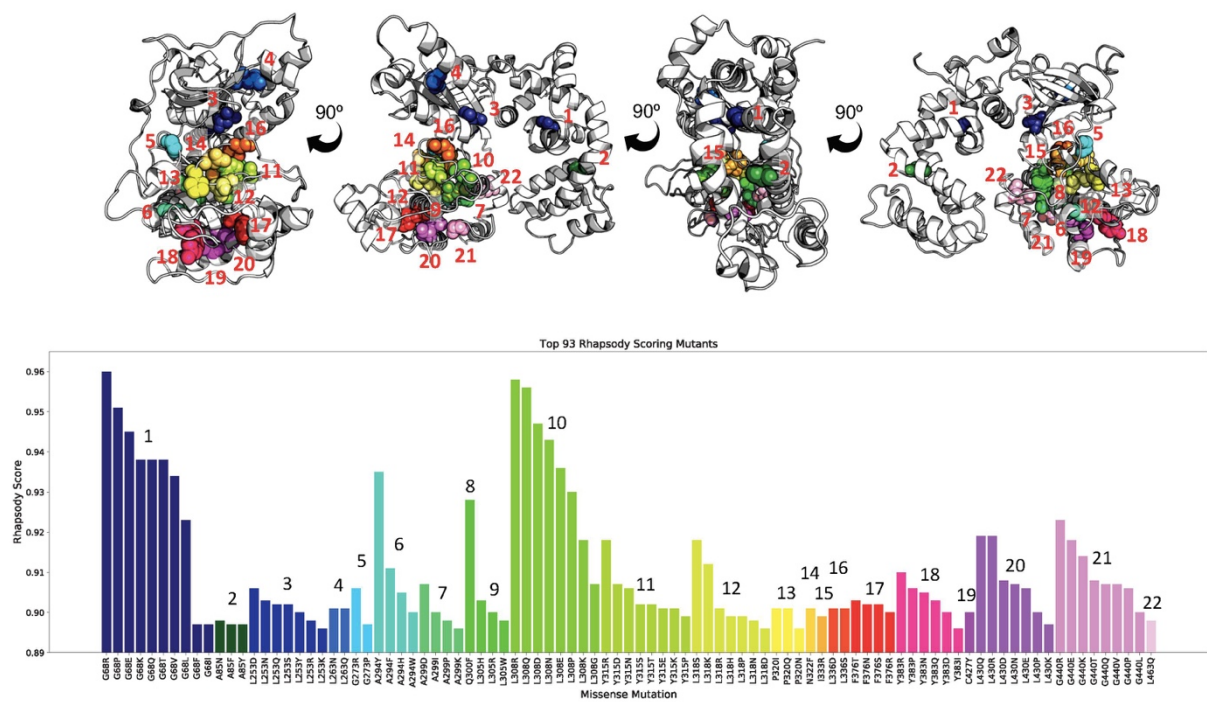 4
3
5
14
16
13
11
12
6
17
18
20
19
90º
4
3
1
16
14
11
10
2
22
12
9
7
17
20
21
90º
1
15
2
90º
1
3
16
5
15
2
22
8
13
12
7
6
21
18
19
Top 93 Rhapsody Scoring Mutants
Rhapsody Score
0.96
0.95
0.94
0.93
0.92
0.91
0.90
0.89
1
2
3
4
5
6
7
8
9
10
11
12
13
14
15
16
17
18
19
20
21
22
G68R
G68P
G68E
G68K
G68Q
G68T
G68V
G68L
G68F
G68I
A85N
A85F
A85Y
L253D
L253N
L253Q
L253S
L253Y
L253R
L253K
L263N
L263Q
G273R
G273P
A294Y
A294F
A294H
A294W
A299D
A299I
A299P
A299K
Q300F
L305H
L305R
L305W
L308R
L308Q
L308D
L308N
L308E
L308P
L308K
L308G
Y315R
Y315D
Y315N
Y315S
Y315T
Y315E
Y315K
Y315P
L318S
L318K
L318R
L318H
L318P
L318N
L318D
P320I
P320Q
P320N
N322F
I333R
L336D
L336S
F376T
F376N
F376S
F376R
Y383R
Y383P
Y383N
Y383Q
Y383D
Y383I
C427Y
L430Q
L430R
L430D
L430N
L430E
L430P
L430K
G440R
G440E
G440K
G440T
G440Q
G440V
G440P
G440L
L463Q
Missense Mutation